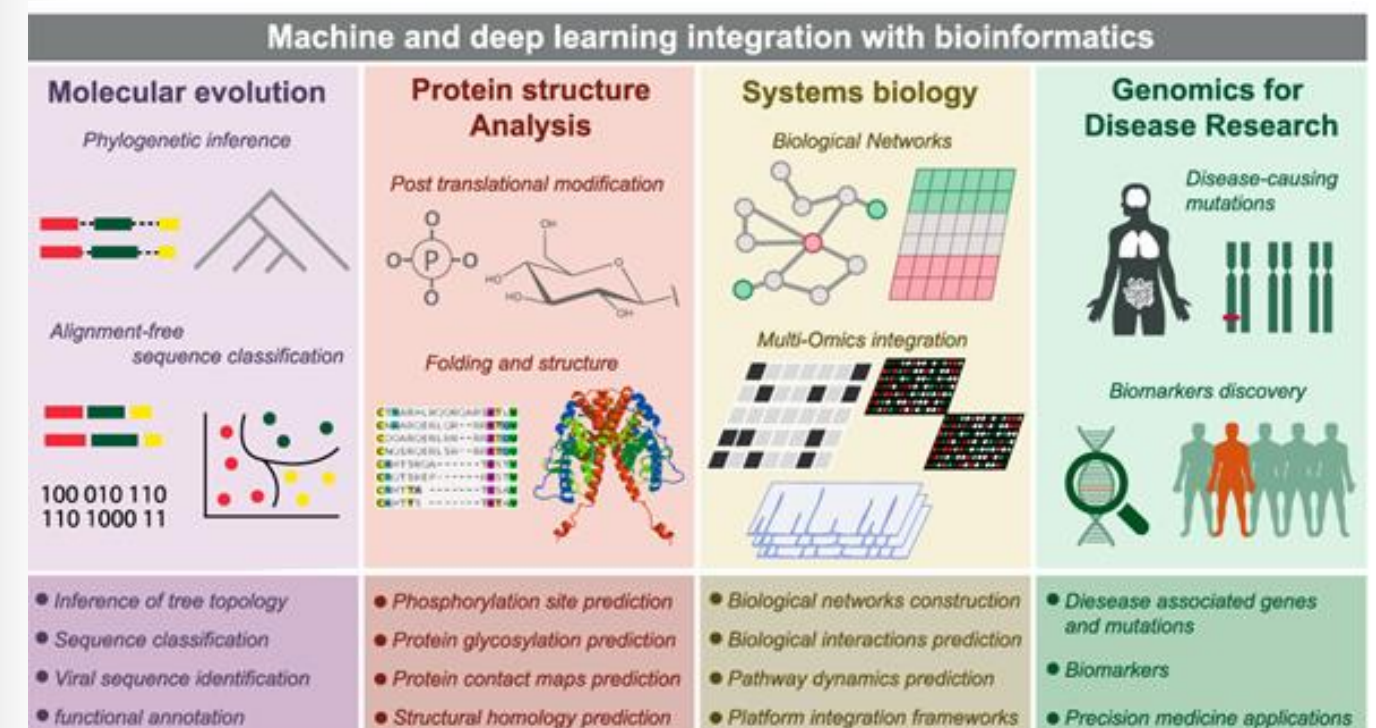 Machine and deep learning integration with bioinformatics
Molecular evolution
Phylogenetic inference
Alignment-free
sequence classification
100 010 110
110 1000 11
Inference of tree topology
Sequence classification
Viral sequence identification
functional annotation
Protein structure
Analysis
Post translational modification
O
O P O
O
OH
O
HO
HO
OH
Folding and structure
Phosphorylation site prediction
Protein glycosylation prediction
Protein contact maps prediction
Structural homology prediction
Systems biology
Biological Networks
Multi-Omics integration
Biological networks construction
Biological interactions prediction
Pathway dynamics prediction
Platform integration frameworks
Genomics for
Disease Research
Disease-causing
mutations
Biomarkers discovery
Diesease associated genes
and mutations
Biomarkers
Precision medicine applications